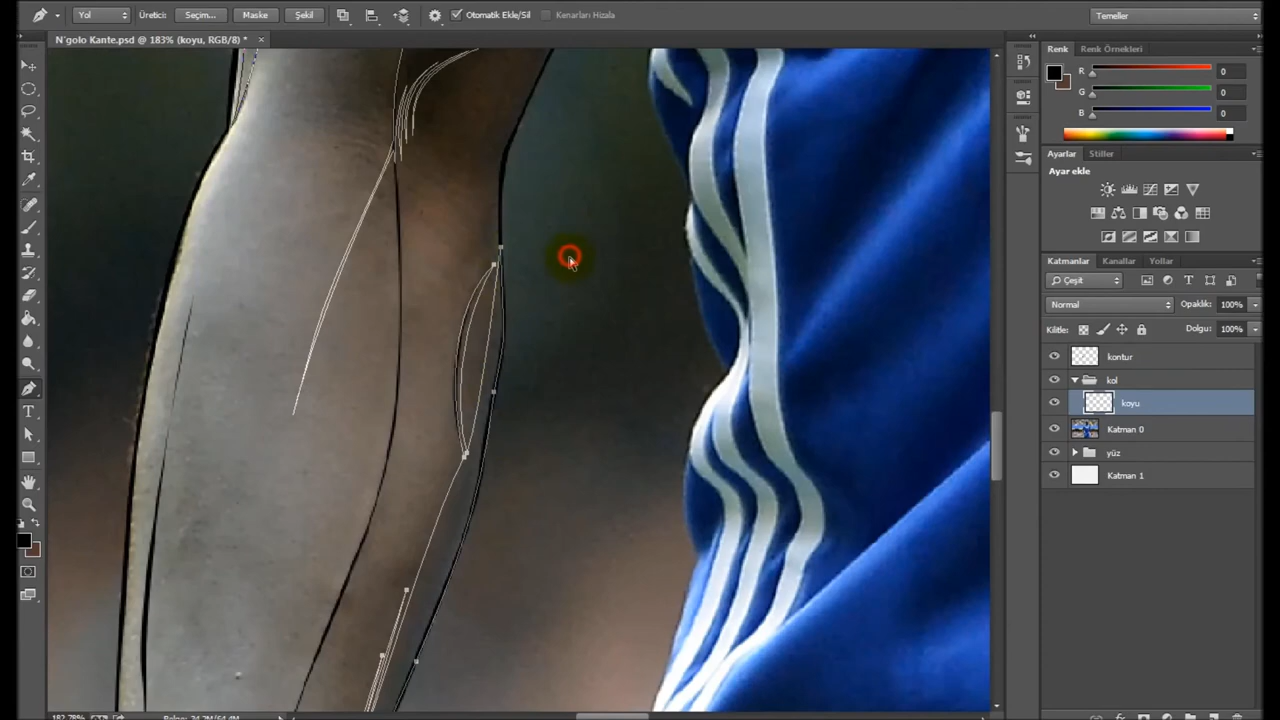 Yol Üretici: Seçim... Maske Şekil Otomatik Ekle/Sil Kenarları Hizala Temeller
N'golo Kante.psd @ 183% (koyu, RGB/8) * ×
Renk Renk Örnekleri
R 0
G 0
B 0
Ayarlar Stiller
Ayar ekle
Katmanlar Kanallar Yollar
Çeşit
Normal Opaklık: 100%
Kilitle: Dolgu: 100%
kontur
kol
koyu
Katman 0
yüz
Katman 1